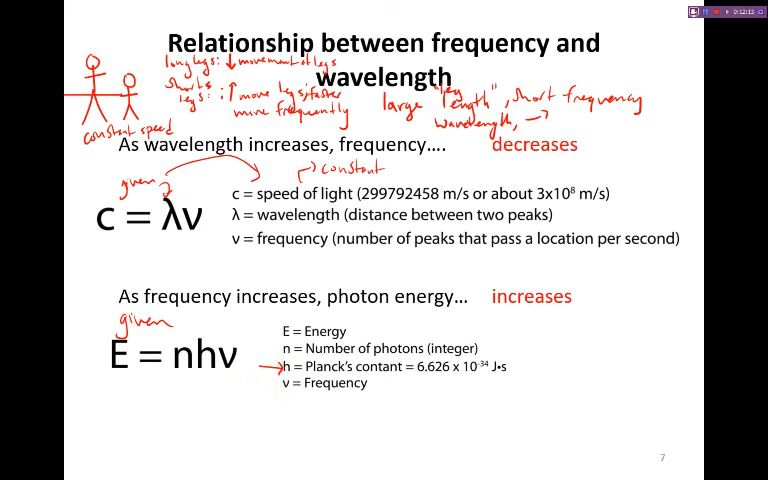 0:12:13
Relationship between frequency and
wavelength
long legs: ↓ movement of legs
short legs: ↑ move legs faster
more frequently
large "leg length", short frequency
wavelength, →
constant speed
As wavelength increases, frequency…. decreases
given
→ constant
c = λν
c = speed of light (299792458 m/s or about 3x10⁸ m/s)
λ = wavelength (distance between two peaks)
ν = frequency (number of peaks that pass a location per second)
As frequency increases, photon energy… increases
given
E = nhν
E = Energy
n = Number of photons (integer)
h = Planck's contant = 6.626 x 10⁻³⁴ J•s
ν = Frequency
7